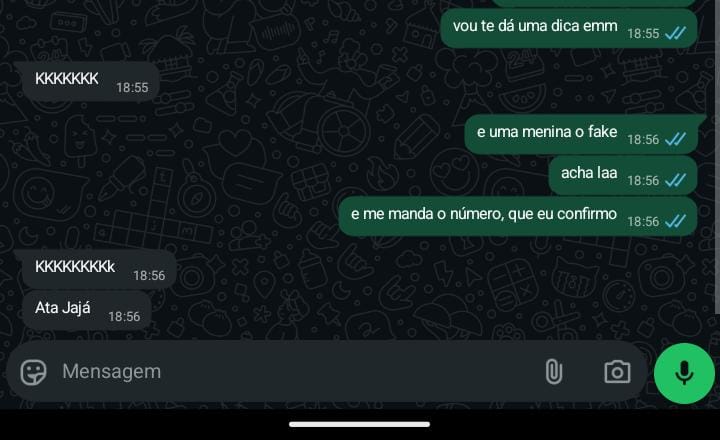 vou te dá uma dica emm 18:55
KKKKKKK 18:55
e uma menina o fake 18:56
acha laa 18:56
e me manda o número, que eu confirmo 18:56
KKKKKKKKk 18:56
Ata Jajá 18:56
Mensagem